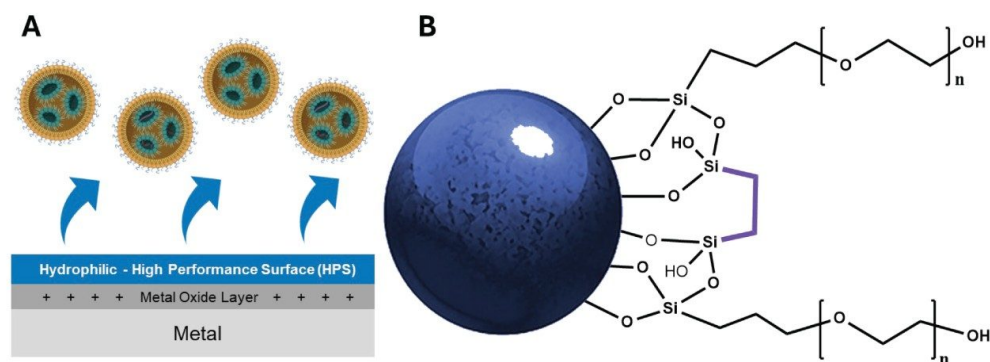 A
Hydrophilic - High Performance Surface (HPS)
+ + + + Metal Oxide Layer + + + +
Metal
B
OH
O
n
Si
O
O
O
HO
Si
O
O
Si
HO
O
O
Si
O
O
OH
n